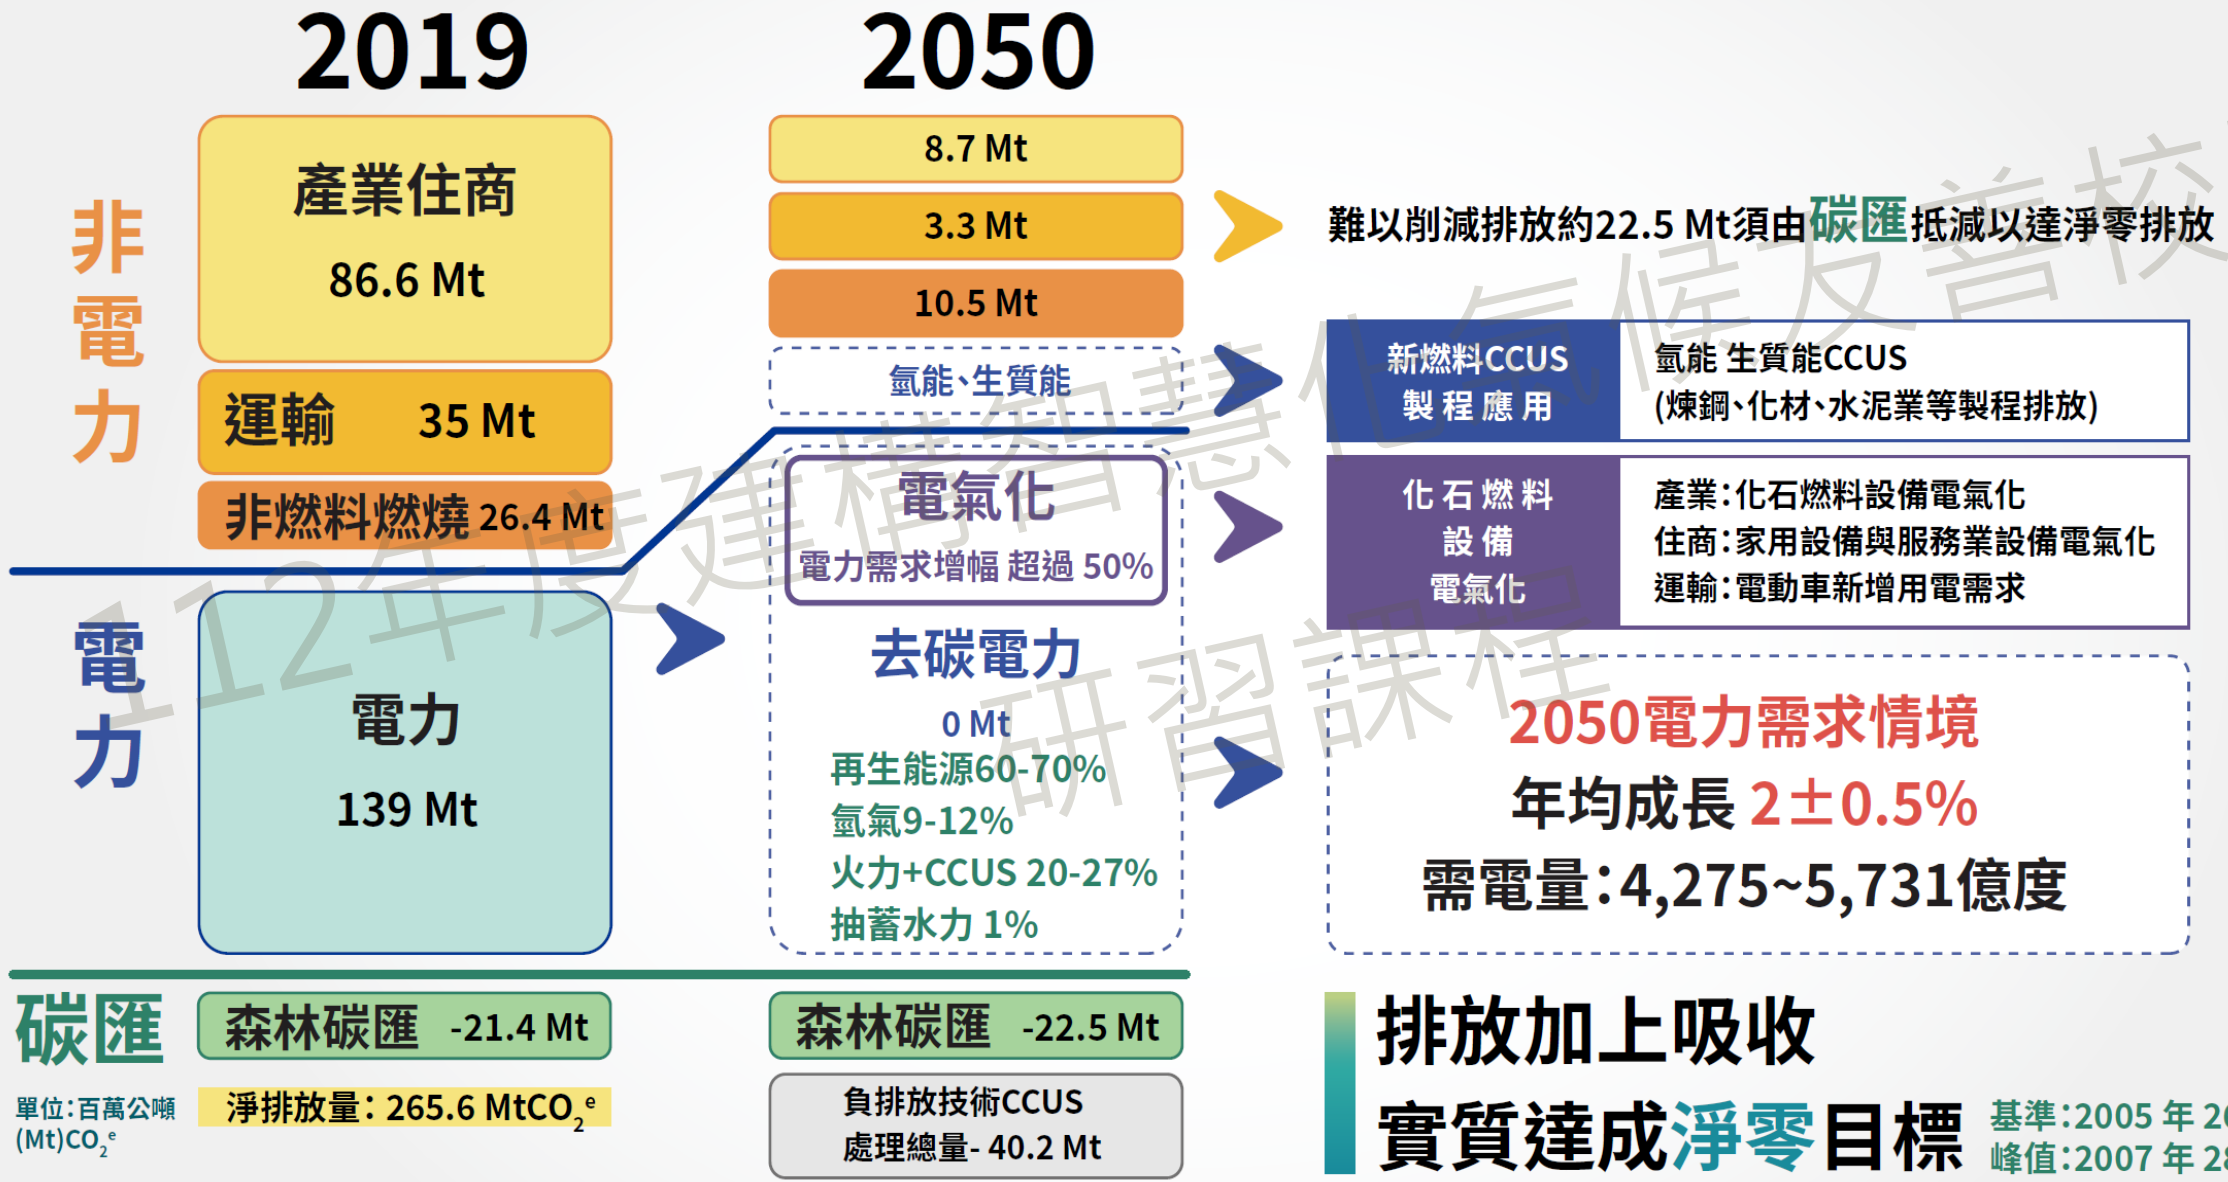 2019
2050
非電力
產業住商
86.6 Mt
運輸 35 Mt
非燃料燃燒 26.4 Mt
8.7 Mt
3.3 Mt
10.5 Mt
氫能、生質能
難以削減排放約22.5 Mt須由碳匯抵減以達淨零排放
新燃料CCUS
製程應用
氫能 生質能CCUS
(煉鋼、化材、水泥業等製程排放)
電力
電力
139 Mt
電氣化
電力需求增幅 超過 50%
去碳電力
0 Mt
再生能源60-70%
氫氣9-12%
火力+CCUS 20-27%
抽蓄水力 1%
化石燃料
設備
電氣化
產業：化石燃料設備電氣化
住商：家用設備與服務業設備電氣化
運輸：電動車新增用電需求
2050電力需求情境
年均成長 2±0.5%
需電量：4,275~5,731億度
碳匯
單位：百萬公噸
(Mt)CO₂ᵉ
森林碳匯 -21.4 Mt
淨排放量： 265.6 MtCO₂ᵉ
森林碳匯 -22.5 Mt
負排放技術CCUS
處理總量- 40.2 Mt
排放加上吸收
實質達成淨零目標
基準：2005 年 2
峰值：2007 年 2
112年度建構智慧化氣候友善校
研習課程